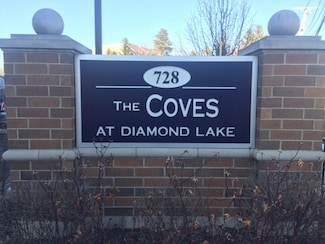 728
THE COVES
AT DIAMOND LAKE